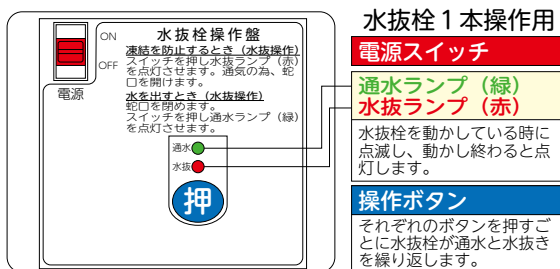 水抜栓操作盤
ON
OFF
電源
凍結を防止するとき（水抜操作）
スイッチを押し水抜ランプ（赤）
を点灯させます。通気の為、蛇
口を開けます。
水を出すとき（水抜操作）
蛇口を閉めます。
スイッチを押し通水ランプ（緑）
を点灯させます。
通水
水抜
押
水抜栓１本操作用
電源スイッチ
通水ランプ（緑）
水抜ランプ（赤）
水抜栓を動かしている時に
点滅し、動かし終わると点
灯します。
操作ボタン
それぞれのボタンを押すご
とに水抜栓が通水と水抜き
を繰り返します。